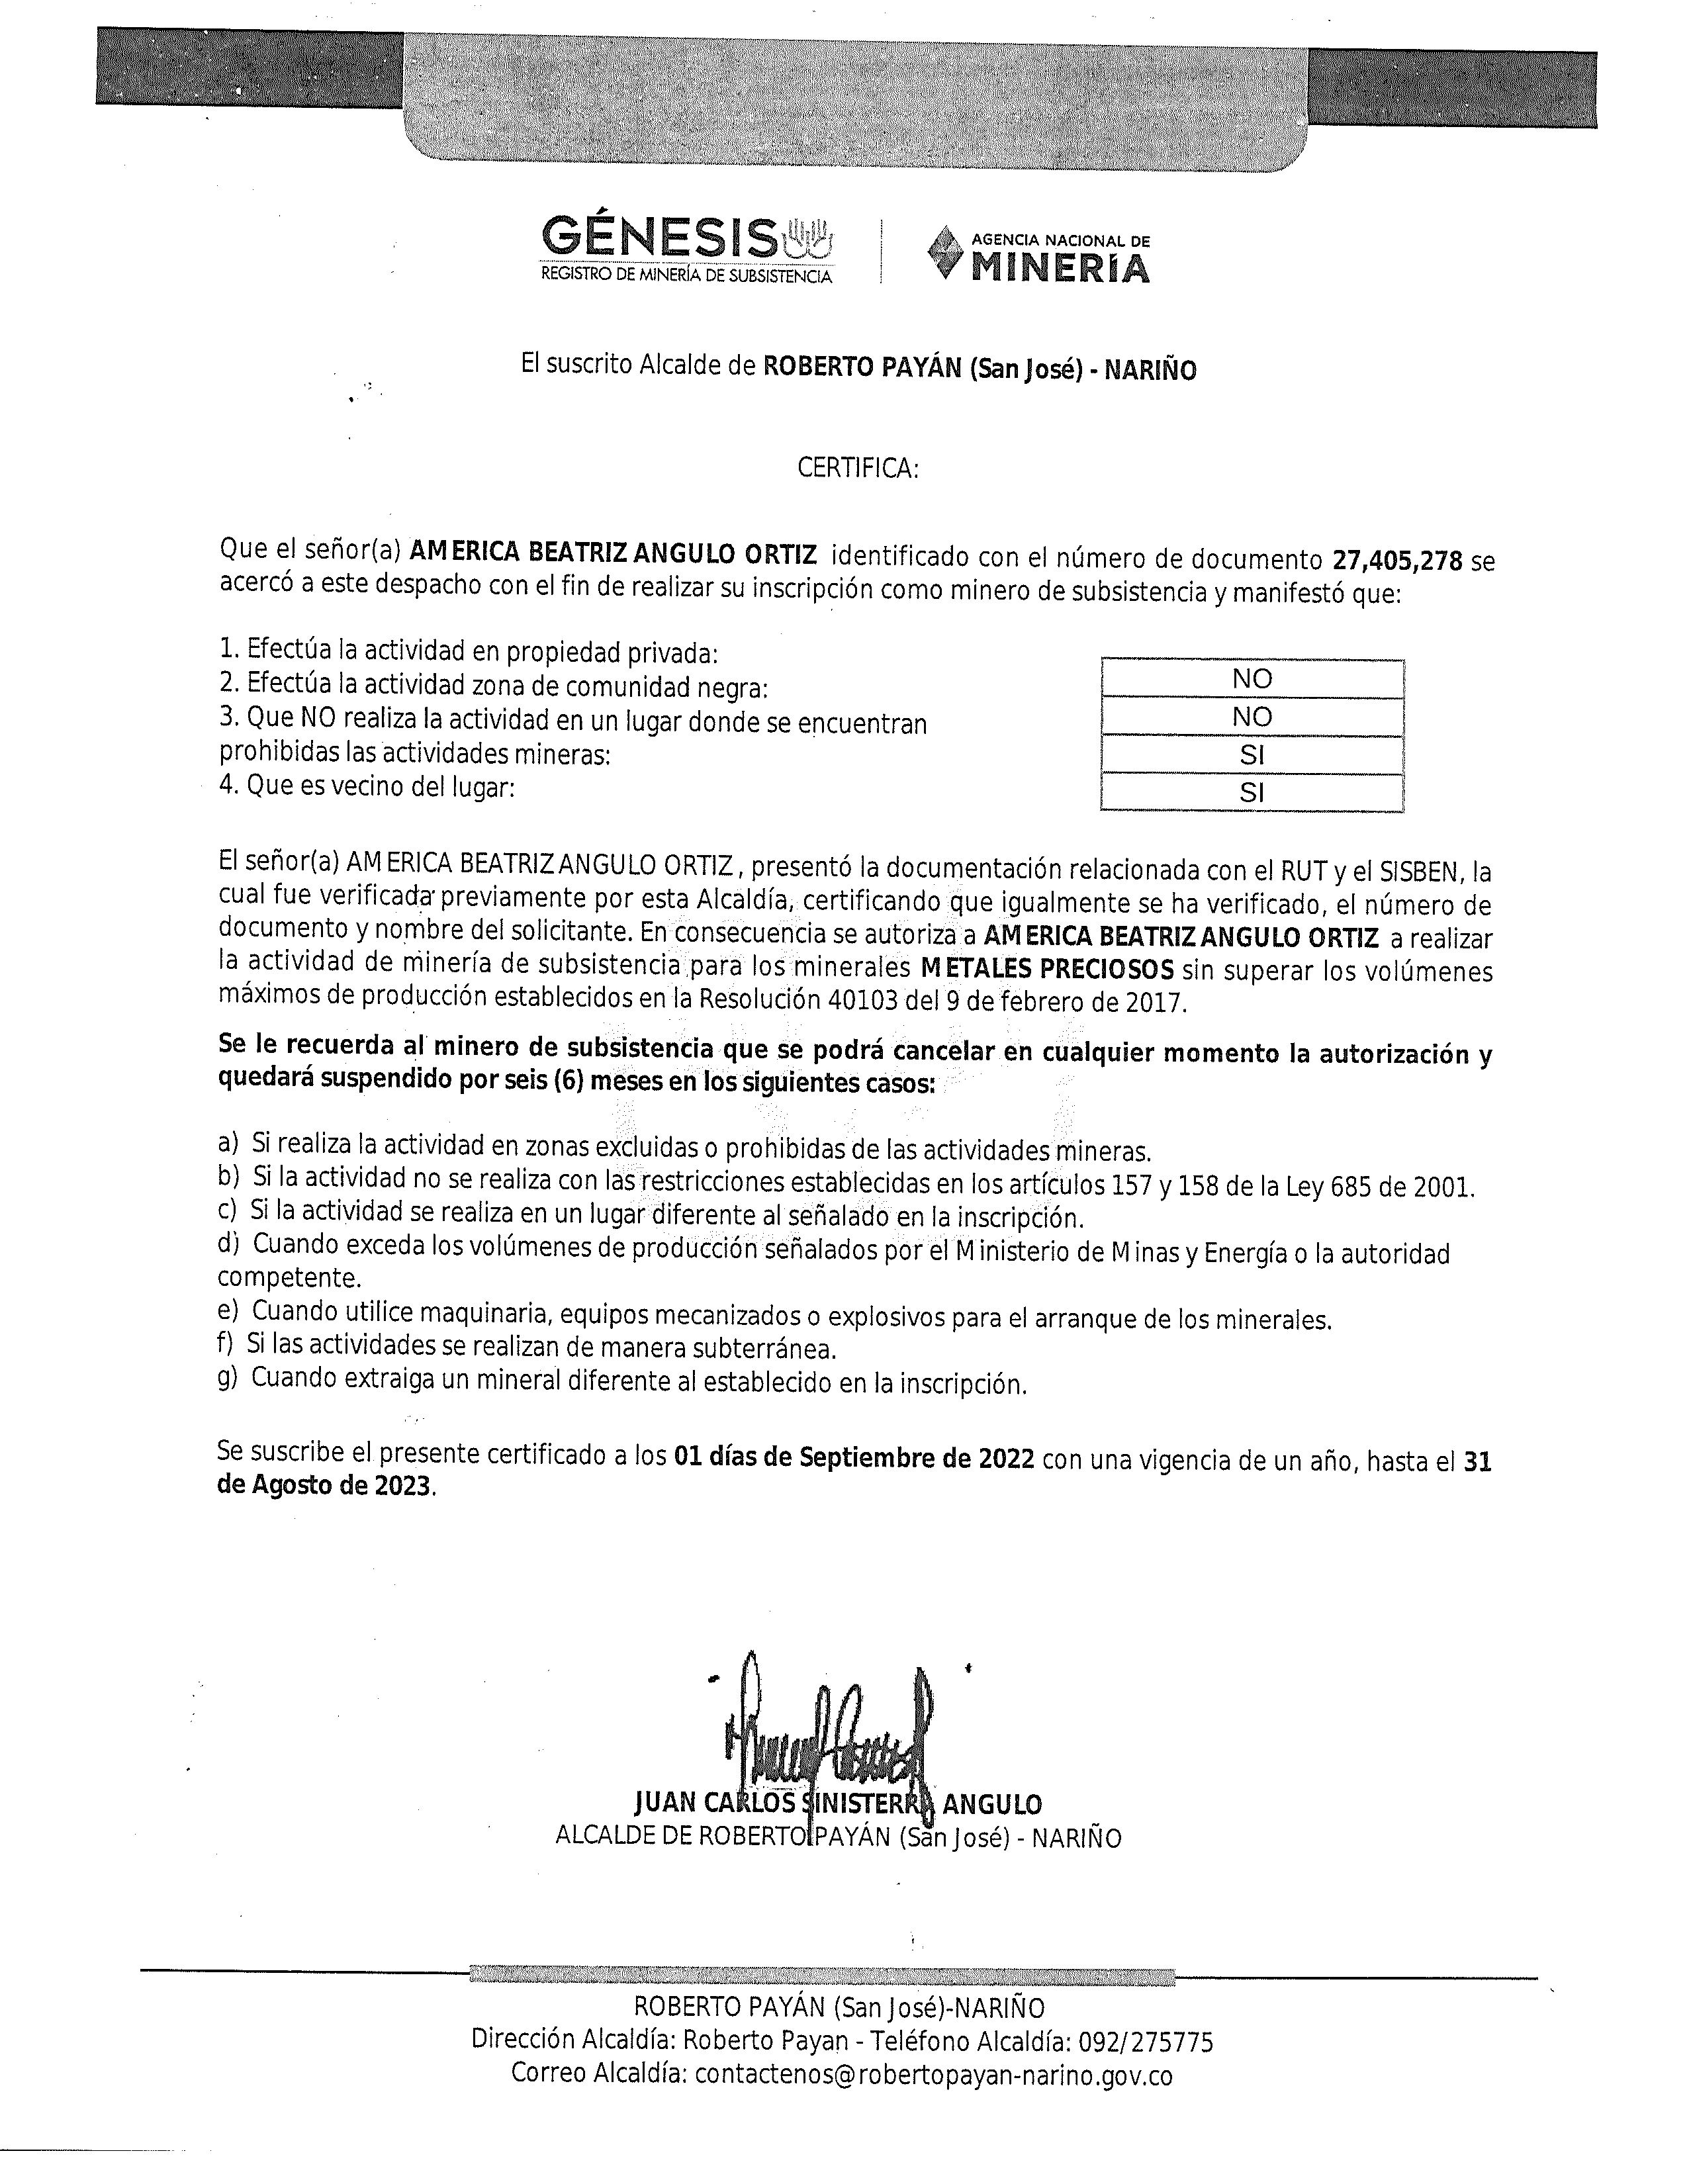 GÉNESIS
REGISTRO DE MINERÍA DE SUBSISTENCIA
AGENCIA NACIONAL DE
MINERÍA
El suscrito Alcalde de ROBERTO PAYÁN (San José) - NARIÑO
CERTIFICA:
Que el señor(a) AMERICA BEATRIZ ANGULO ORTIZ identificado con el número de documento 27,405,278 se
acercó a este despacho con el fin de realizar su inscripción como minero de subsistencia y manifestó que:
1. Efectúa la actividad en propiedad privada:
NO
2. Efectúa la actividad zona de comunidad negra:
NO
3. Que NO realiza la actividad en un lugar donde se encuentran
prohibidas las actividades mineras:
SI
4. Que es vecino del lugar:
SI
El señor(a) AMERICA BEATRIZ ANGULO ORTIZ, presentó la documentación relacionada con el RUT y el SISBEN, la
cual fue verificada previamente por esta Alcaldía, certificando que igualmente se ha verificado, el número de
documento y nombre del solicitante. En consecuencia se autoriza a AMERICA BEATRIZ ANGULO ORTIZ a realizar
la actividad de minería de subsistencia para los minerales METALES PRECIOSOS sin superar los volúmenes
máximos de producción establecidos en la Resolución 40103 del 9 de febrero de 2017.
Se le recuerda al minero de subsistencia que se podrá cancelar en cualquier momento la autorización y
quedará suspendido por seis (6) meses en los siguientes casos:
a) Si realiza la actividad en zonas excluidas o prohibidas de las actividades mineras.
b) Si la actividad no se realiza con las restricciones establecidas en los artículos 157 y 158 de la Ley 685 de 2001.
c) Si la actividad se realiza en un lugar diferente al señalado en la inscripción.
d) Cuando exceda los volúmenes de producción señalados por el Ministerio de Minas y Energía o la autoridad
competente.
e) Cuando utilice maquinaria, equipos mecanizados o explosivos para el arranque de los minerales.
f) Si las actividades se realizan de manera subterránea.
g) Cuando extraiga un mineral diferente al establecido en la inscripción.
Se suscribe el presente certificado a los 01 días de Septiembre de 2022 con una vigencia de un año, hasta el 31
de Agosto de 2023.
JUAN CARLOS SINISTERRA ANGULO
ALCALDE DE ROBERTO PAYÁN (San José) - NARIÑO
ROBERTO PAYÁN (San José)-NARIÑO
Dirección Alcaldía: Roberto Payan - Teléfono Alcaldía: 092/275775
Correo Alcaldía: contactenos@robertopayan-narino.gov.co